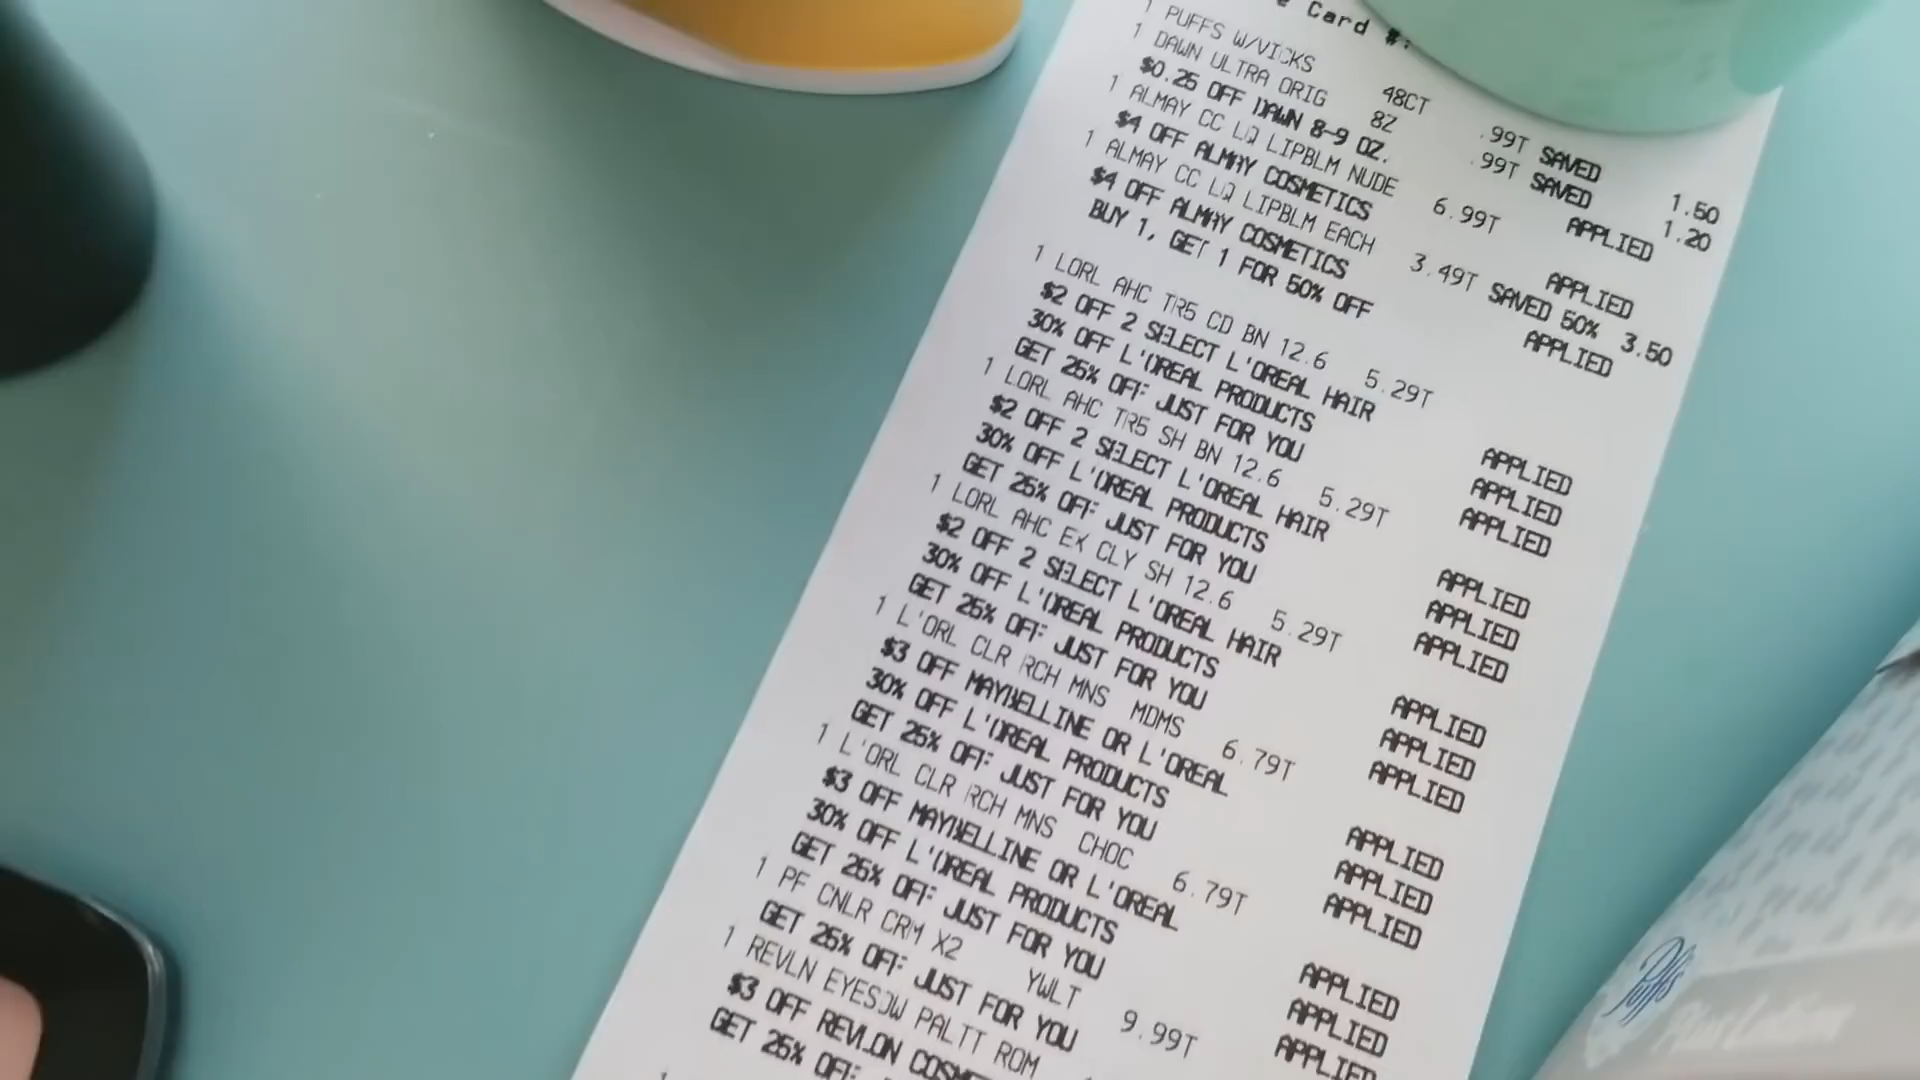 Card #:
1 PUFFS W/VICKS 48CT .99T SAVED 1.50
1 DAWN ULTRA ORIG 8Z .99T SAVED 1.20
$0.25 OFF DAWN 8-9 OZ. APPLIED
1 ALMAY CC LQ LIPBLM NUDE 6.99T
$4 OFF ALMAY COSMETICS APPLIED
1 ALMAY CC LQ LIPBLM EACH 3.49T SAVED 50% 3.50
$4 OFF ALMAY COSMETICS APPLIED
BUY 1, GET 1 FOR 50% OFF
1 LORL AHC TR5 CD BN 12.6 5.29T
$2 OFF 2 SELECT L'OREAL HAIR APPLIED
30% OFF L'OREAL PRODUCTS APPLIED
GET 25% OFF: JUST FOR YOU APPLIED
1 LORL AHC TR5 SH BN 12.6 5.29T
$2 OFF 2 SELECT L'OREAL HAIR APPLIED
30% OFF L'OREAL PRODUCTS APPLIED
GET 25% OFF: JUST FOR YOU APPLIED
1 LORL AHC EX CLY SH 12.6 5.29T
$2 OFF 2 SELECT L'OREAL HAIR APPLIED
30% OFF L'OREAL PRODUCTS APPLIED
GET 25% OFF: JUST FOR YOU APPLIED
1 L'ORL CLR RCH MNS MDMS 6.79T
$3 OFF MAYBELLINE OR L'OREAL APPLIED
30% OFF L'OREAL PRODUCTS APPLIED
GET 25% OFF: JUST FOR YOU APPLIED
1 L'ORL CLR RCH MNS CHOC 6.79T
$3 OFF MAYBELLINE OR L'OREAL APPLIED
30% OFF L'OREAL PRODUCTS APPLIED
GET 25% OFF: JUST FOR YOU APPLIED
1 PF CNLR CRM X2 YWLT 9.99T
GET 25% OFF: JUST FOR YOU
1 REVLN EYESDW PALTT ROM
$3 OFF REVLON
GET 25% OFF:
Puffs
Plus Lotion